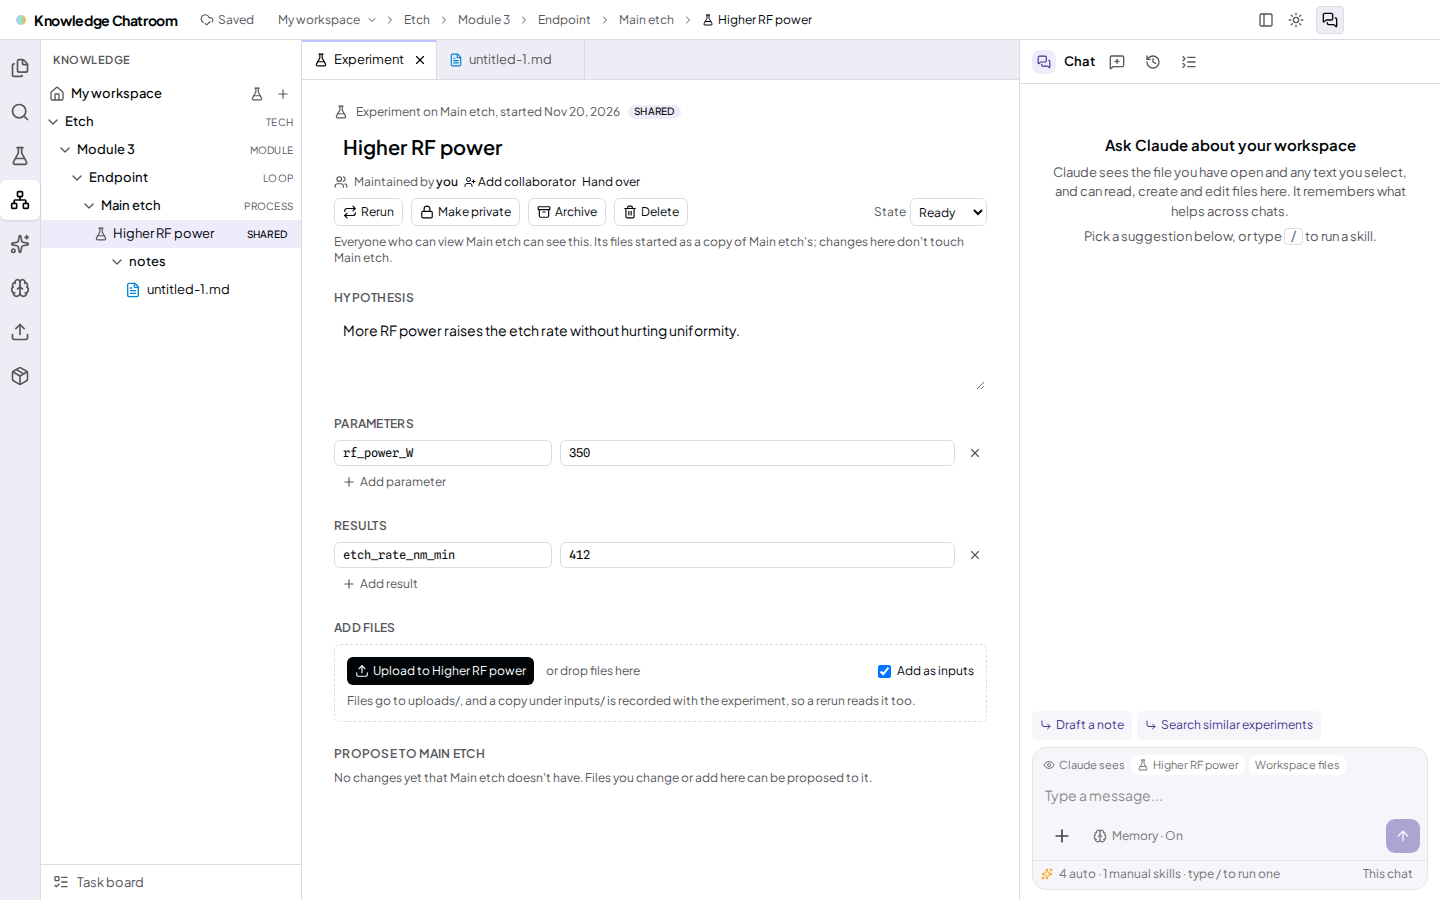 Knowledge Chatroom
Saved
My workspace
Etch
Module 3
Endpoint
Main etch
Higher RF power
KNOWLEDGE
My workspace
Etch TECH
Module 3 MODULE
Endpoint LOOP
Main etch PROCESS
Higher RF power SHARED
notes
untitled-1.md
Task board
Experiment
untitled-1.md
Experiment on Main etch, started Nov 20, 2026 SHARED
Higher RF power
Maintained by you Add collaborator Hand over
Rerun Make private Archive Delete State Ready
Everyone who can view Main etch can see this. Its files started as a copy of Main etch's; changes here don't touch
Main etch.
HYPOTHESIS
More RF power raises the etch rate without hurting uniformity.
PARAMETERS
rf_power_W 350
Add parameter
RESULTS
etch_rate_nm_min 412
Add result
ADD FILES
Upload to Higher RF power or drop files here Add as inputs
Files go to uploads/, and a copy under inputs/ is recorded with the experiment, so a rerun reads it too.
PROPOSE TO MAIN ETCH
No changes yet that Main etch doesn't have. Files you change or add here can be proposed to it.
Chat
Ask Claude about your workspace
Claude sees the file you have open and any text you select,
and can read, create and edit files here. It remembers what
helps across chats.
Pick a suggestion below, or type / to run a skill.
Draft a note Search similar experiments
Claude sees Higher RF power Workspace files
Type a message...
Memory · On
4 auto · 1 manual skills · type / to run one This chat